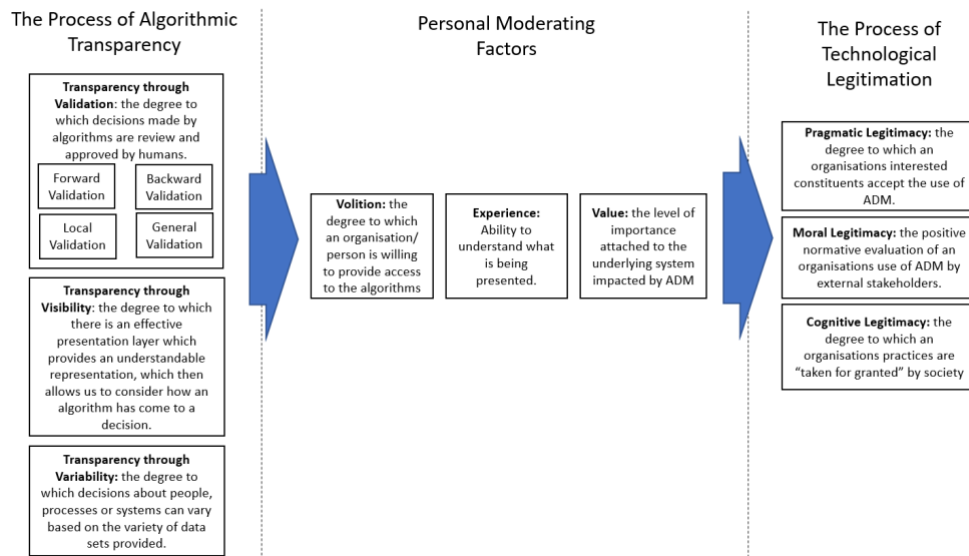 The Process of Algorithmic
Transparency
Transparency through
Validation: the degree to
which decisions made by
algorithms are review and
approved by humans.
Forward
Validation
Backward
Validation
Local
Validation
General
Validation
Transparency through
Visibility: the degree to which
there is an effective
presentation layer which
provides an understandable
representation, which then
allows us to consider how an
algorithm has come to a
decision.
Transparency through
Variability: the degree to
which decisions about people,
processes or systems can vary
based on the variety of data
sets provided.
Personal Moderating
Factors
Volition: the
degree to which
an organisation/
person is willing
to provide access
to the algorithms
Experience:
Ability to
understand what
is being
presented.
Value: the level of
importance
attached to the
underlying system
impacted by ADM
The Process of
Technological
Legitimation
Pragmatic Legitimacy: the
degree to which an
organisations interested
constituents accept the use of
ADM.
Moral Legitimacy: the positive
normative evaluation of an
organisations use of ADM by
external stakeholders.
Cognitive Legitimacy: the
degree to which an
organisations practices are
“taken for granted” by society